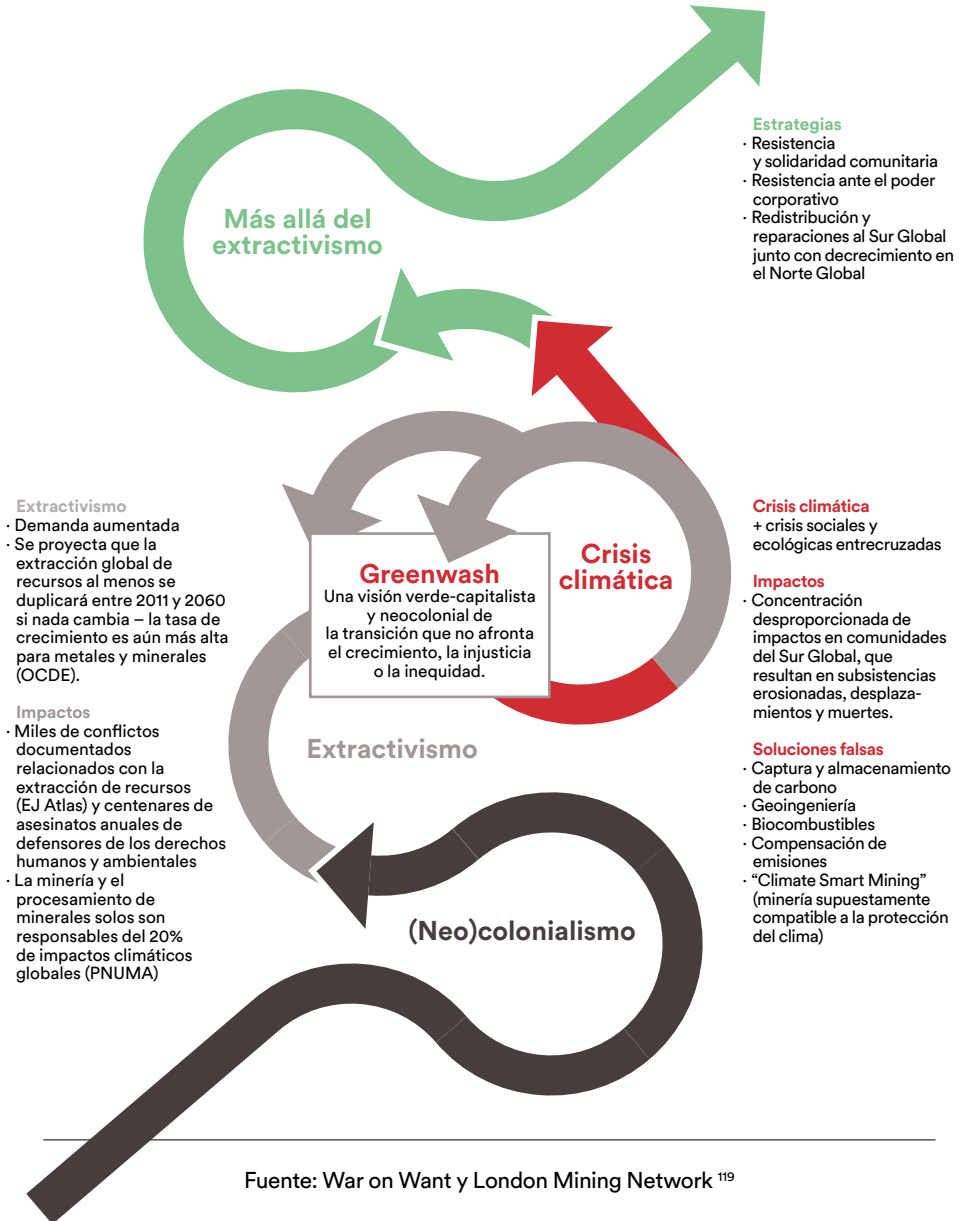 Estrategias
· Resistencia
y solidaridad comunitaria
· Resistencia ante el poder
corporativo
· Redistribución y
reparaciones al Sur Global
junto con decrecimiento en
el Norte Global
Más allá del
extractivismo
Extractivismo
· Demanda aumentada
· Se proyecta que la
extracción global de
recursos al menos se
duplicará entre 2011 y 2060
si nada cambia – la tasa de
crecimiento es aún más alta
para metales y minerales
(OCDE).
Impactos
· Miles de conflictos
documentados
relacionados con la
extracción de recursos
(EJ Atlas) y centenares de
asesinatos anuales de
defensores de los derechos
humanos y ambientales
· La minería y el
procesamiento de
minerales solos son
responsables del 20%
de impactos climáticos
globales (PNUMA)
Greenwash
Una visión verde-capitalista
y neocolonial de
la transición que no afronta
el crecimiento, la injusticia
o la inequidad.
Crisis
climática
Extractivismo
(Neo)colonialismo
Crisis climática
+ crisis sociales y
ecológicas entrecruzadas
Impactos
· Concentración
desproporcionada de
impactos en comunidades
del Sur Global, que
resultan en subsistencias
erosionadas, desplaza-
mientos y muertes.
Soluciones falsas
· Captura y almacenamiento
de carbono
· Geoingeniería
· Biocombustibles
· Compensación de
emisiones
· “Climate Smart Mining”
(minería supuestamente
compatible a la protección
del clima)
Fuente: War on Want y London Mining Network 119